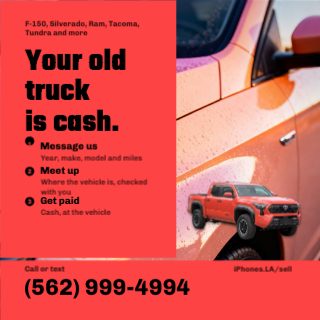 F-150, Silverado, Ram, Tacoma,
Tundra and more
Your old
truck
is cash.
Message us
Year, make, model and miles
2 Meet up
Where the vehicle is, checked
with you
3 Get paid
Cash, at the vehicle
Call or text
iPhones.LA/sell
(562) 999-4994